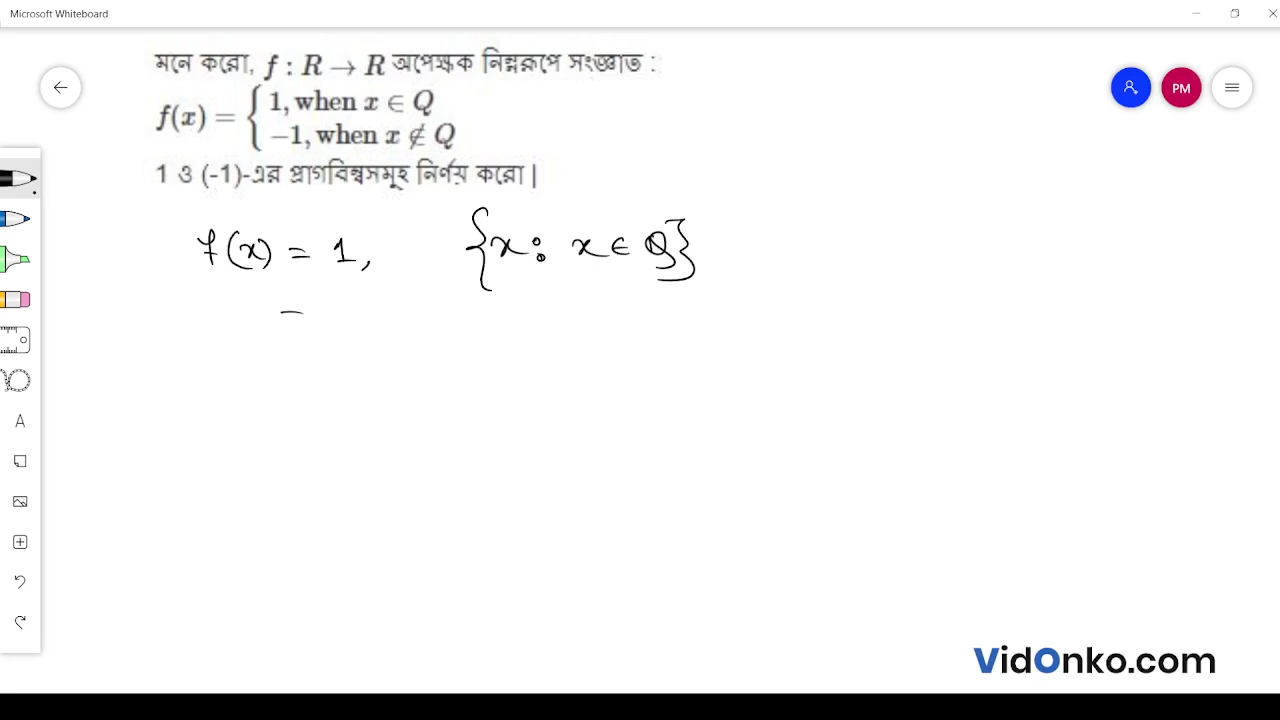 Microsoft Whiteboard
মনে করো, f : R → R অপেক্ষক নিম্নরূপে সংজ্ঞাত :
f(x) = { 1, when x ∈ Q
−1, when x ∉ Q
1 ও (-1)-এর প্রাগবিম্বসমূহ নির্ণয় করো |
PM
f(x) = 1, {x : x ∈ Q}
=
A
VidOnko.com